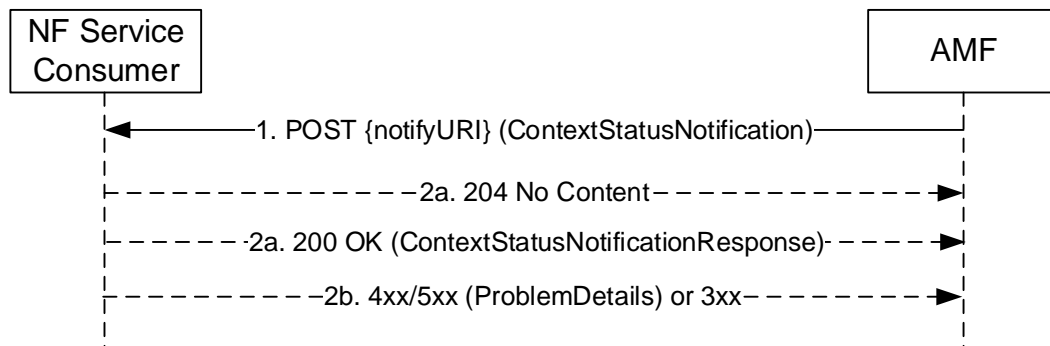 NF Service
Consumer
AMF
1. POST {notifyURI} (ContextStatusNotification)
2a. 204 No Content
2a. 200 OK (ContextStatusNotificationResponse)
2b. 4xx/5xx (ProblemDetails) or 3xx